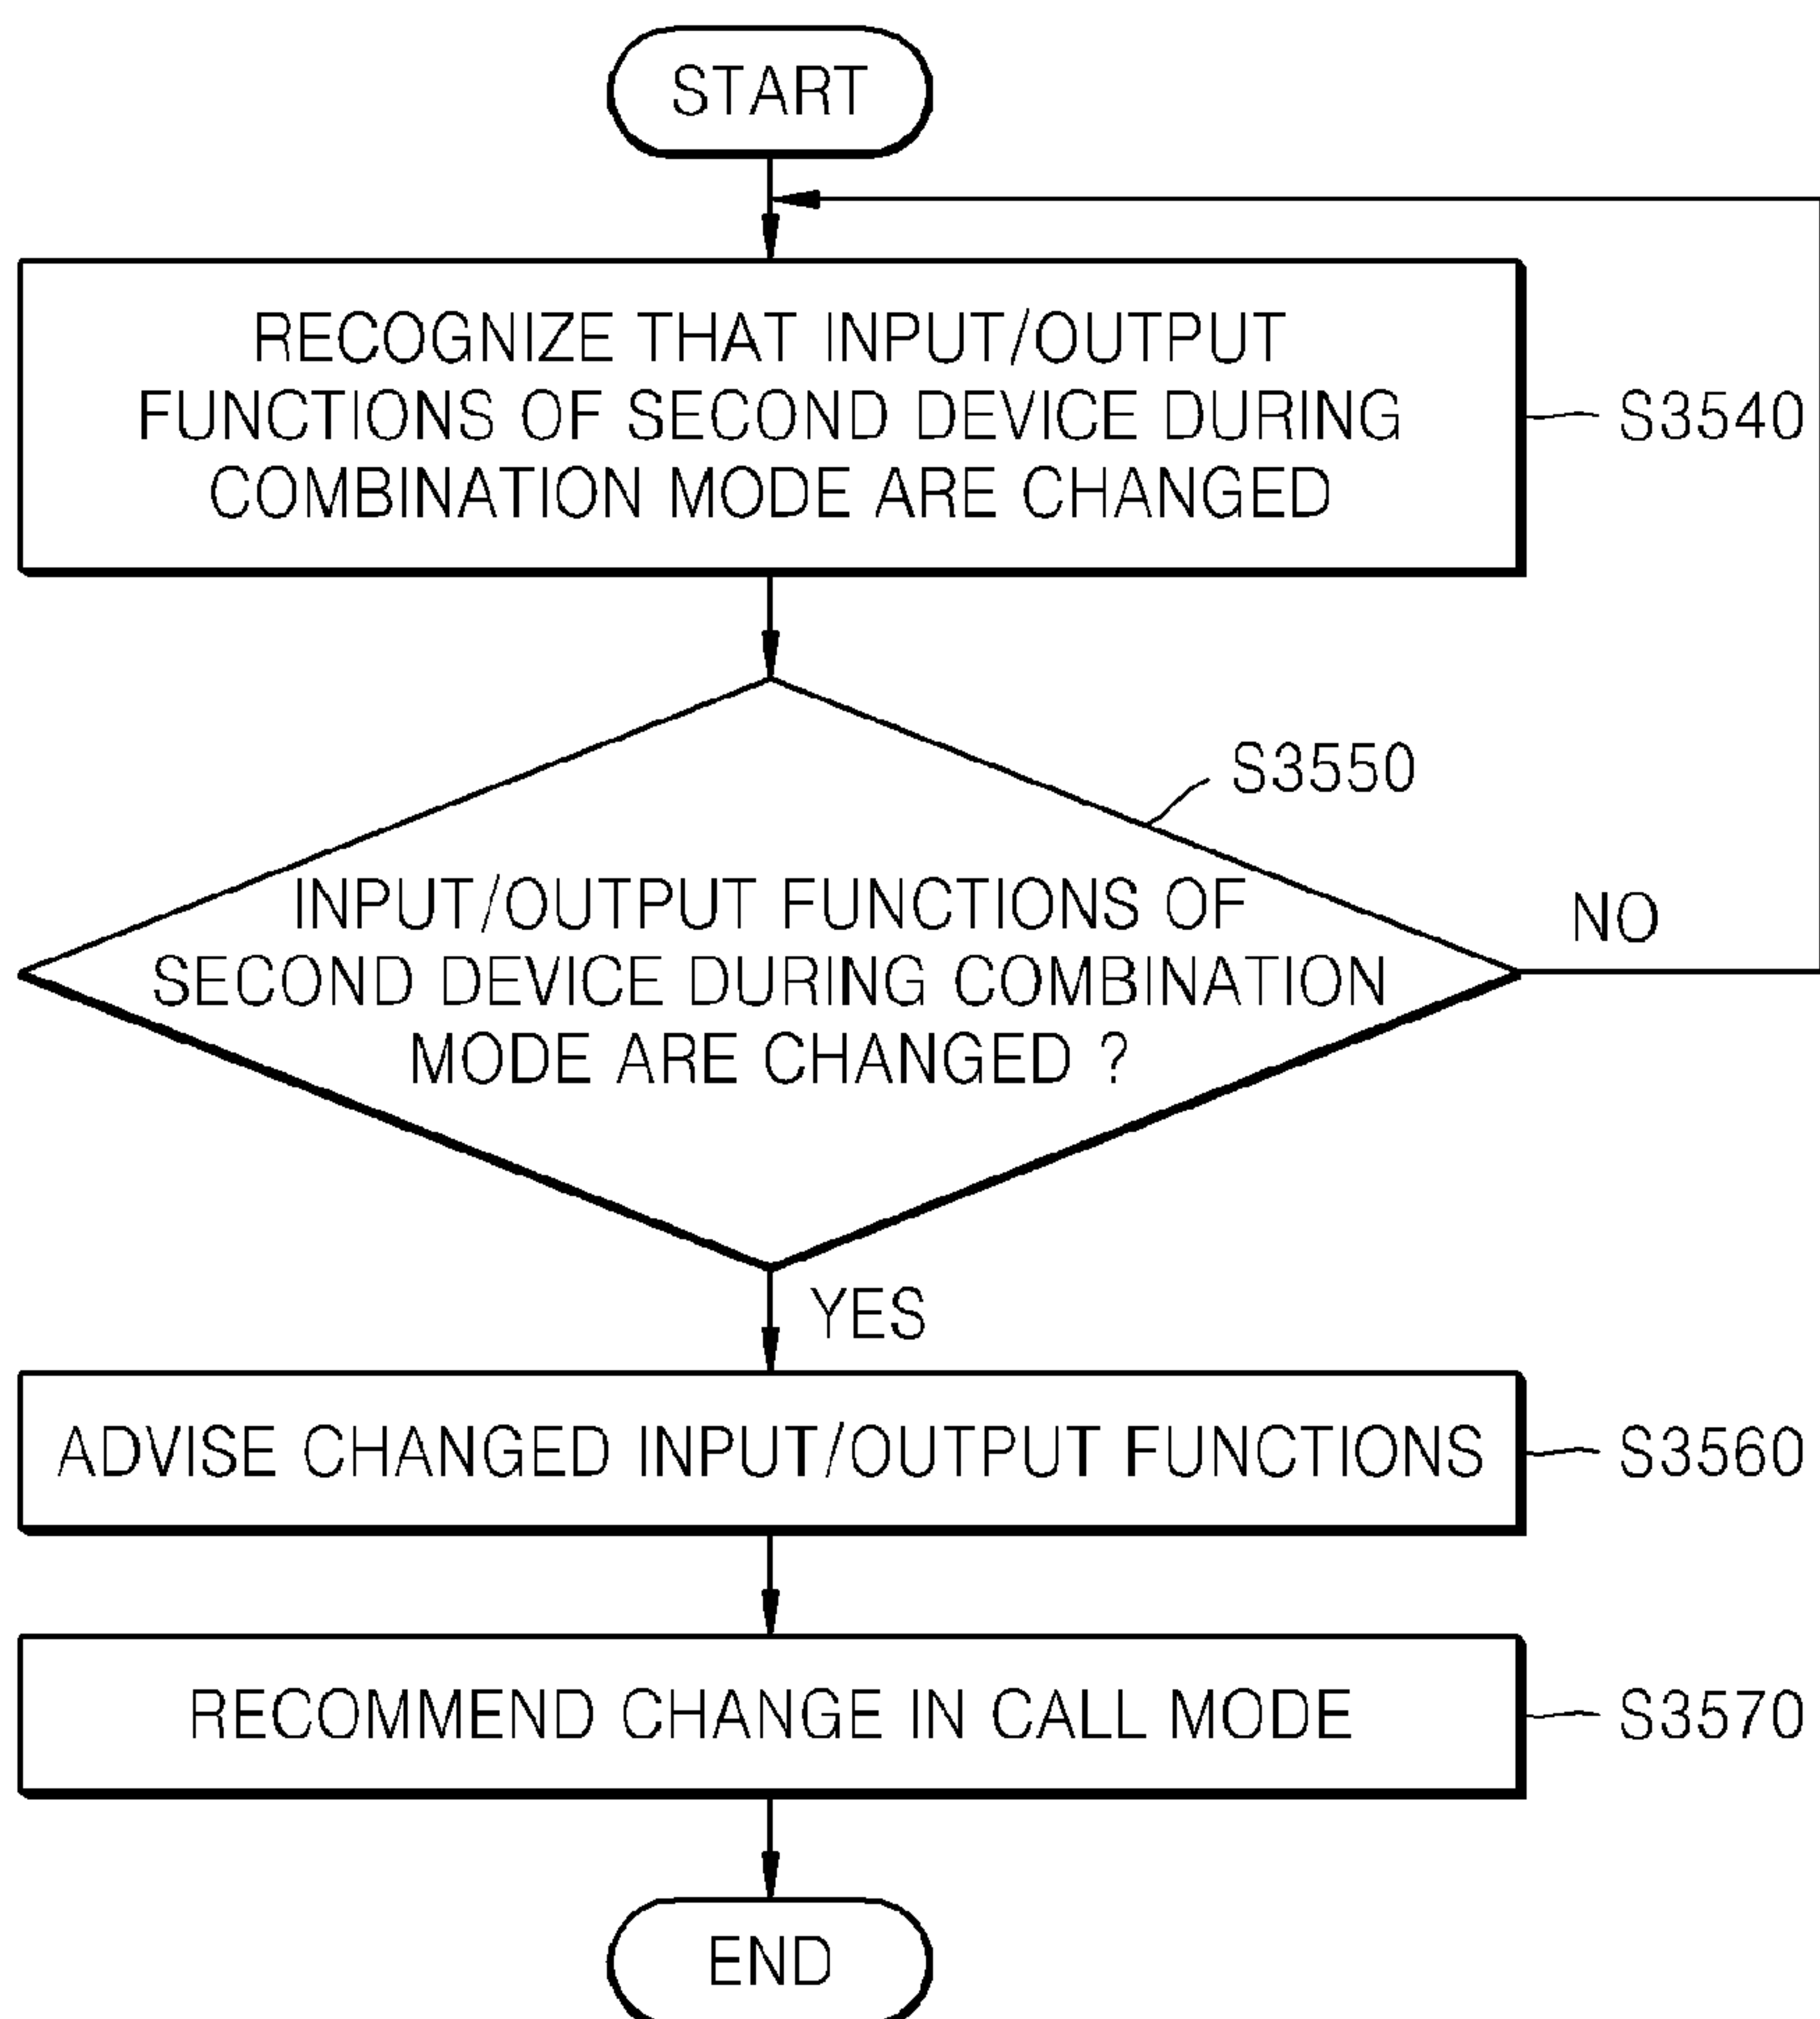 START
RECOGNIZE THAT INPUT/OUTPUT
FUNCTIONS OF SECOND DEVICE DURING
COMBINATION MODE ARE CHANGED
S3540
S3550
INPUT/OUTPUT FUNCTIONS OF
SECOND DEVICE DURING COMBINATION
MODE ARE CHANGED ?
NO
YES
ADVISE CHANGED INPUT/OUTPUT FUNCTIONS
S3560
RECOMMEND CHANGE IN CALL MODE
S3570
END